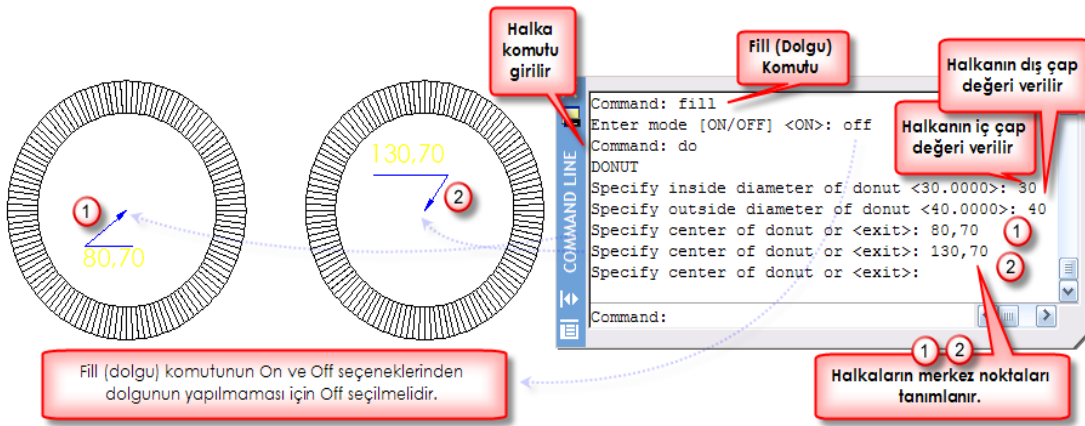 Halka
komutu
girilir
Fill (Dolgu)
Komutu
Halkanın dış çap
değeri verilir
Halkanın iç çap
değeri verilir
COMMAND LINE
Command: fill
Enter mode [ON/OFF] <ON>: off
Command: do
DONUT
Specify inside diameter of donut <30.0000>: 30
Specify outside diameter of donut <40.0000>: 40
Specify center of donut or <exit>: 80,70 1
Specify center of donut or <exit>: 130,70 2
Specify center of donut or <exit>:
Command:
1
80,70
130,70
2
Fill (dolgu) komutunun On ve Off seçeneklerinden
dolgunun yapılmaması için Off seçilmelidir.
1 2
Halkaların merkez noktaları
tanımlanır.